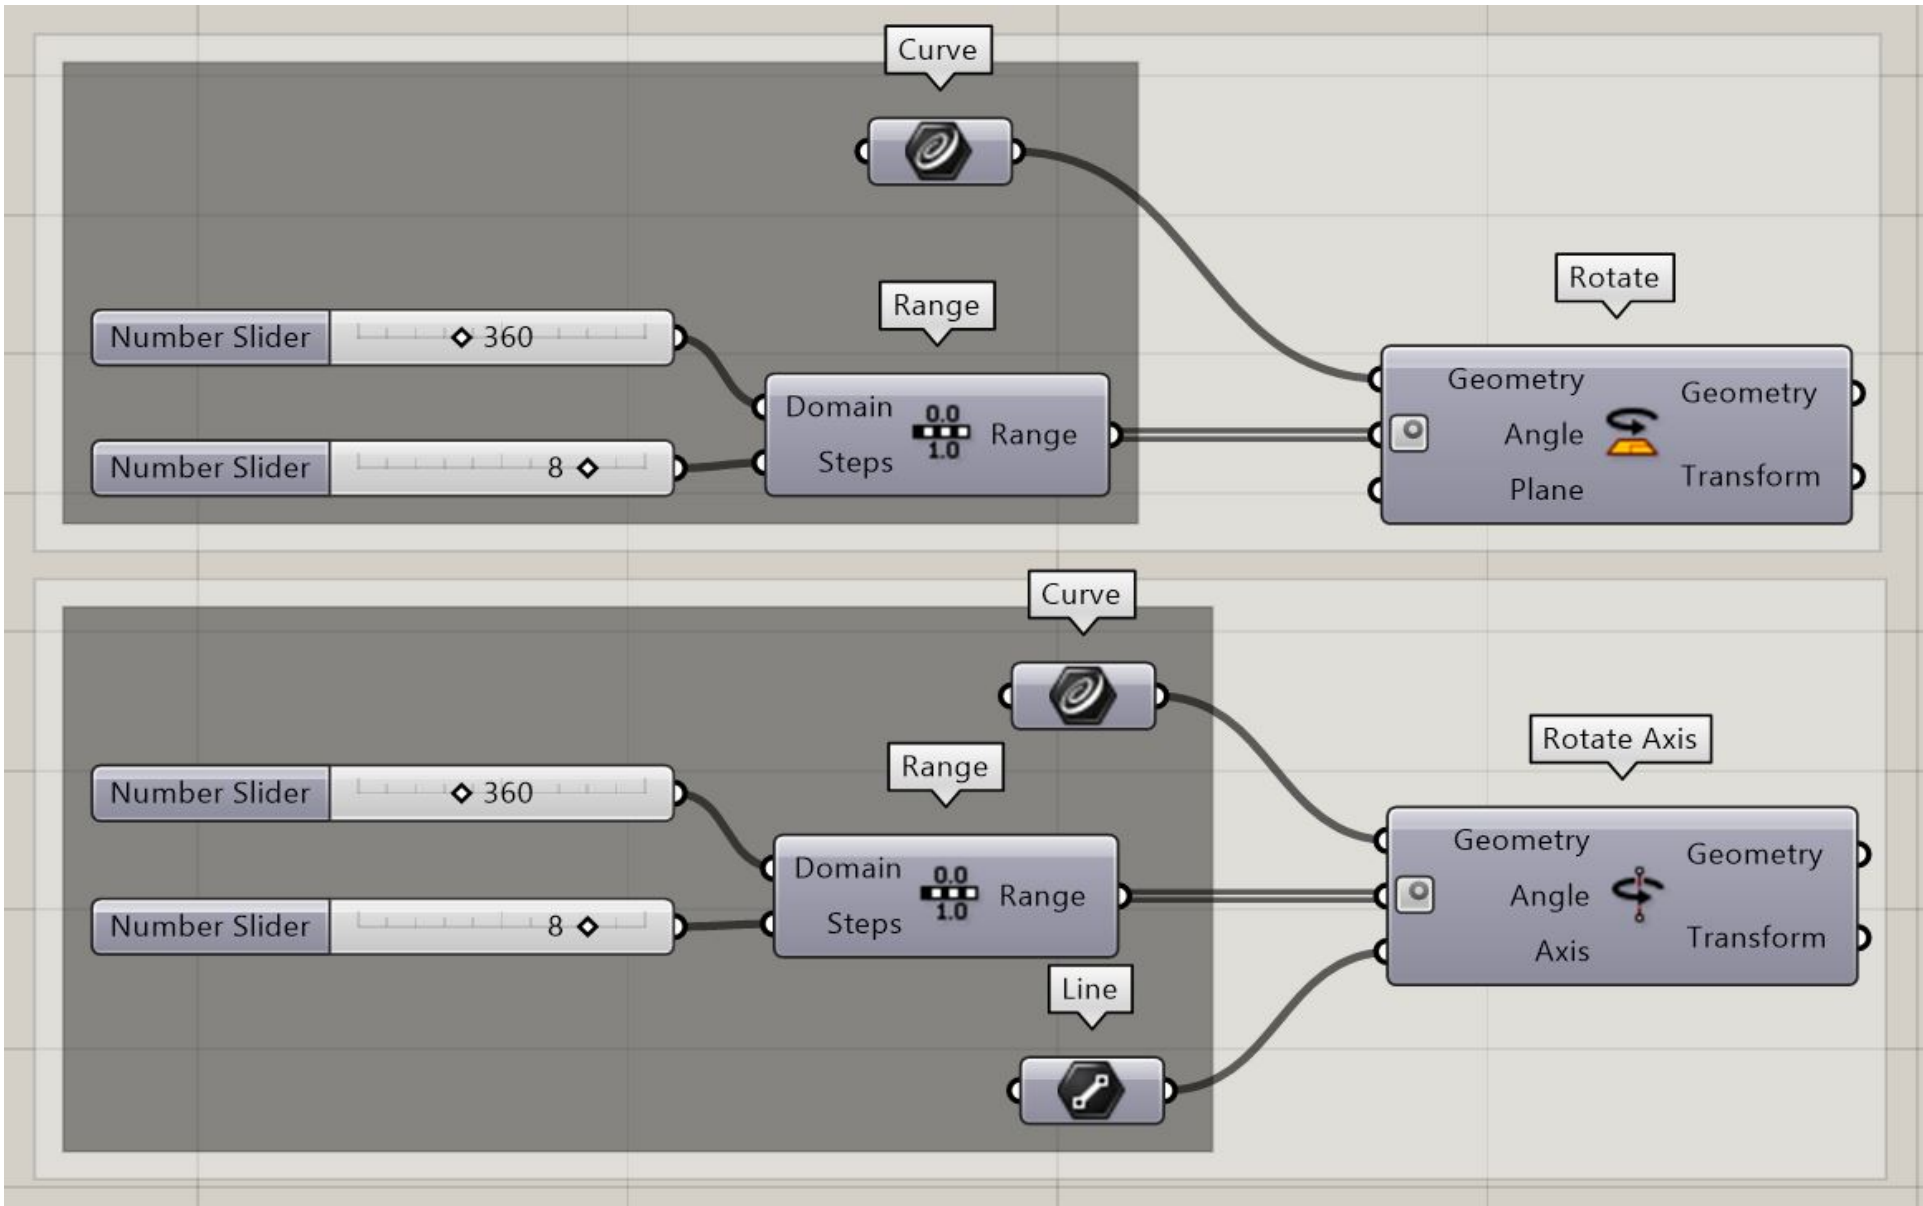 Curve
Range
Rotate
Number Slider 360
Number Slider 8
Domain
Steps
0.0
1.0
Range
Geometry
Angle
Plane
Geometry
Transform
Curve
Range
Rotate Axis
Number Slider 360
Number Slider 8
Domain
Steps
0.0
1.0
Range
Line
Geometry
Angle
Axis
Geometry
Transform